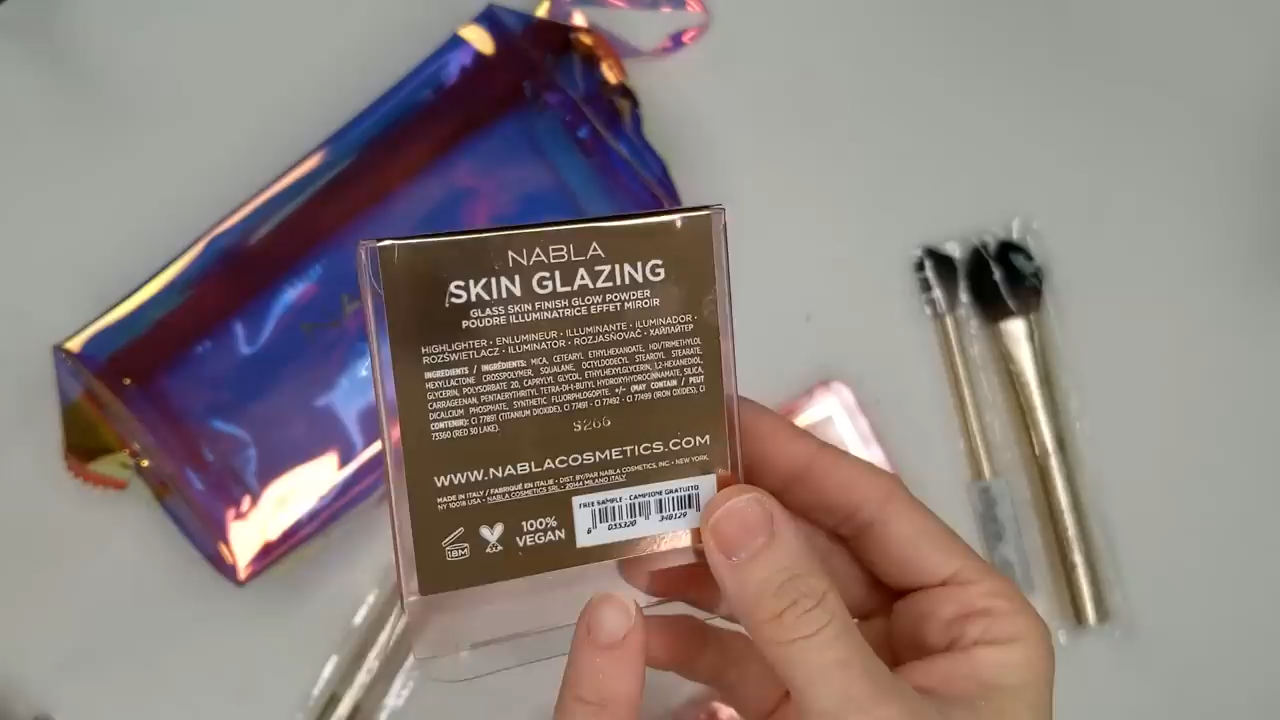 NABLA
SKIN GLAZING
GLASS SKIN FINISH GLOW POWDER
POUDRE ILLUMINATRICE EFFET MIROIR
HIGHLIGHTER • ENLUMINEUR • ILLUMINANTE • ILUMINADOR •
ROZŚWIETLACZ • ILUMINATOR • ROZJASŇOVAČ • ХАЙЛАЙТЕР
INGREDIENTS / INGRÉDIENTS: MICA, CETEARYL ETHYLHEXANOATE, HDI/TRIMETHYLOL
HEXYLLACTONE CROSSPOLYMER, SQUALANE, OCTYLDODECYL STEAROYL STEARATE,
GLYCERIN, POLYSORBATE 20, CAPRYLYL GLYCOL, ETHYLHEXYLGLYCERIN, 1,2-HEXANEDIOL,
CARRAGEENAN, PENTAERYTHRITYL TETRA-DI-T-BUTYL HYDROXYHYDROCINNAMATE, SILICA,
DICALCIUM PHOSPHATE, SYNTHETIC FLUORPHLOGOPITE. +/- (MAY CONTAIN / PEUT
CONTENIR): CI 77891 (TITANIUM DIOXIDE), CI 77491 - CI 77492 - CI 77499 (IRON OXIDES), CI
73360 (RED 30 LAKE).
S266
WWW.NABLACOSMETICS.COM
MADE IN ITALY / FABRIQUÉ EN ITALIE • DIST. BY/PAR NABLA COSMETICS, INC. • NEW YORK,
NY 10018 USA • NABLA COSMETICS SRL - 20144 MILANO ITALY
18M
100%
VEGAN
FREE SAMPLE - CAMPIONE GRATUITO
8 055320 340129